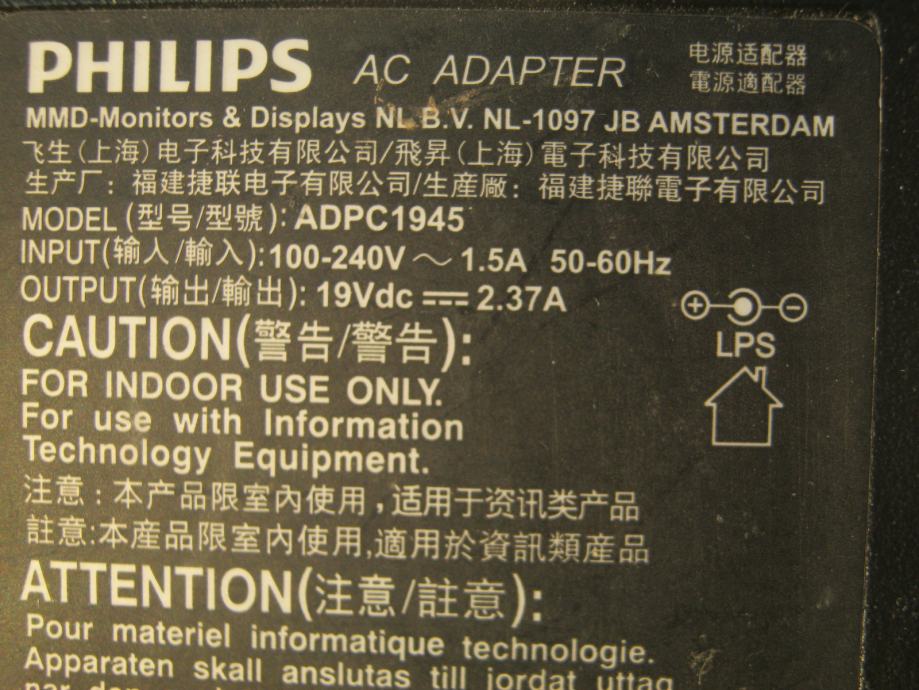 PHILIPS AC ADAPTER 电源适配器
電源適配器
MMD-Monitors & Displays NL B.V. NL-1097 JB AMSTERDAM
飞生(上海)电子科技有限公司/飛昇(上海)電子科技有限公司
生产厂: 福建捷联电子有限公司/生産廠: 福建捷聯電子有限公司
MODEL(型号/型號): ADPC1945
INPUT(输入/輸入):100-240V ～ 1.5A 50-60Hz
OUTPUT(输出/輸出): 19Vdc ⎓ 2.37A
LPS
CAUTION(警告/警告):
FOR INDOOR USE ONLY.
For use with Information
Technology Equipment.
注意:本产品限室内使用,适用于资讯类产品
註意:本産品限室内使用,適用於資訊類産品
ATTENTION(注意/註意):
Pour materiel informatique technologie.
Apparaten skall anslutas till jordat uttag